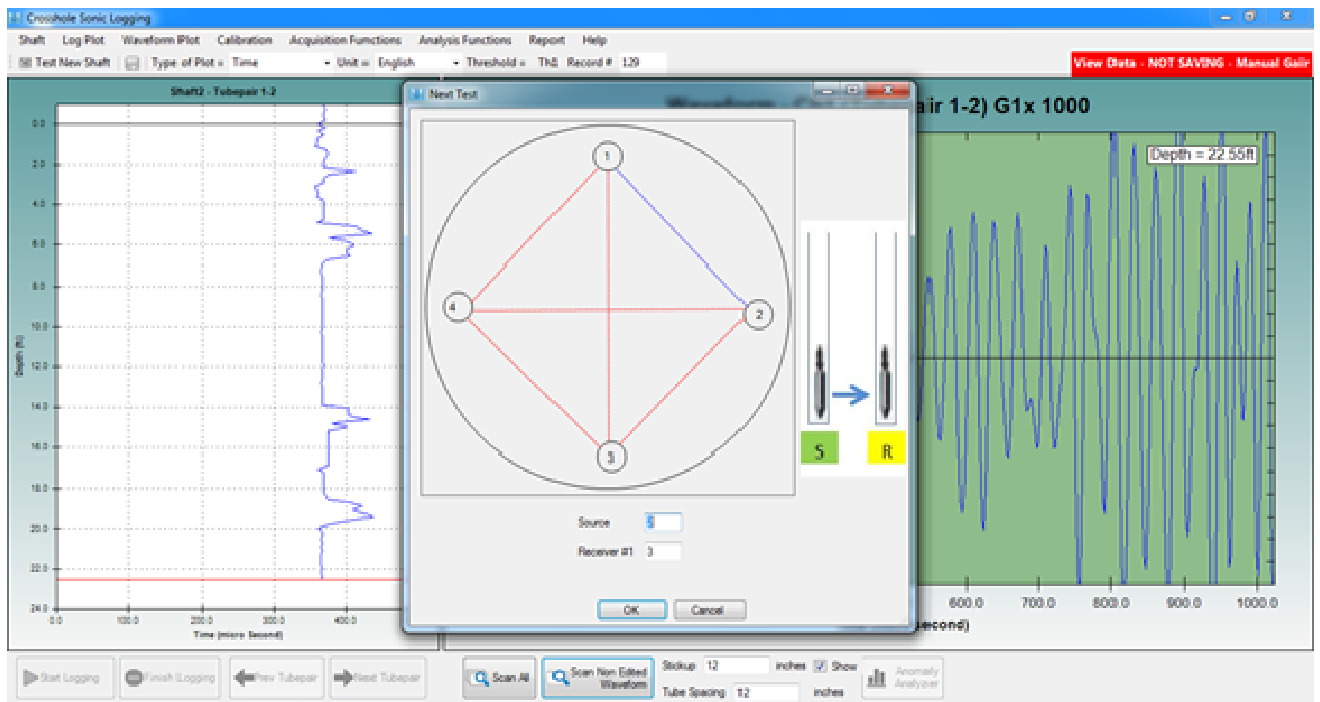 Crosshole Sonic Logging
Shaft Log Plot Waveform Plot Calibration Acquisition Functions Analysis Functions Report Help
Test New Shaft Type of Plot = Time Unit = English Threshold = Record # 129
View Data - NOT SAVING - Manual
Shaft2 - Tubepair 1-2
0.0
2.0
4.0
6.0
8.0
10.0
12.0
14.0
16.0
18.0
20.0
22.0
24.0
Depth (ft)
0.0 100.0 200.0 300.0 400.0
Time (micro Second)
Next Test
1
4
2
3
S R
Source
Receiver #1 3
OK Cancel
1-2) G1x 1000
Depth = 22.55ft
600.0 700.0 800.0 900.0 1000.0
Start Logging Finish Logging Prev Tubepair Next Tubepair
Scan All Scan Non Edited Waveform
Stickup 12 inches Show
Tube Spacing 12 inches
Anomaly Analyzer